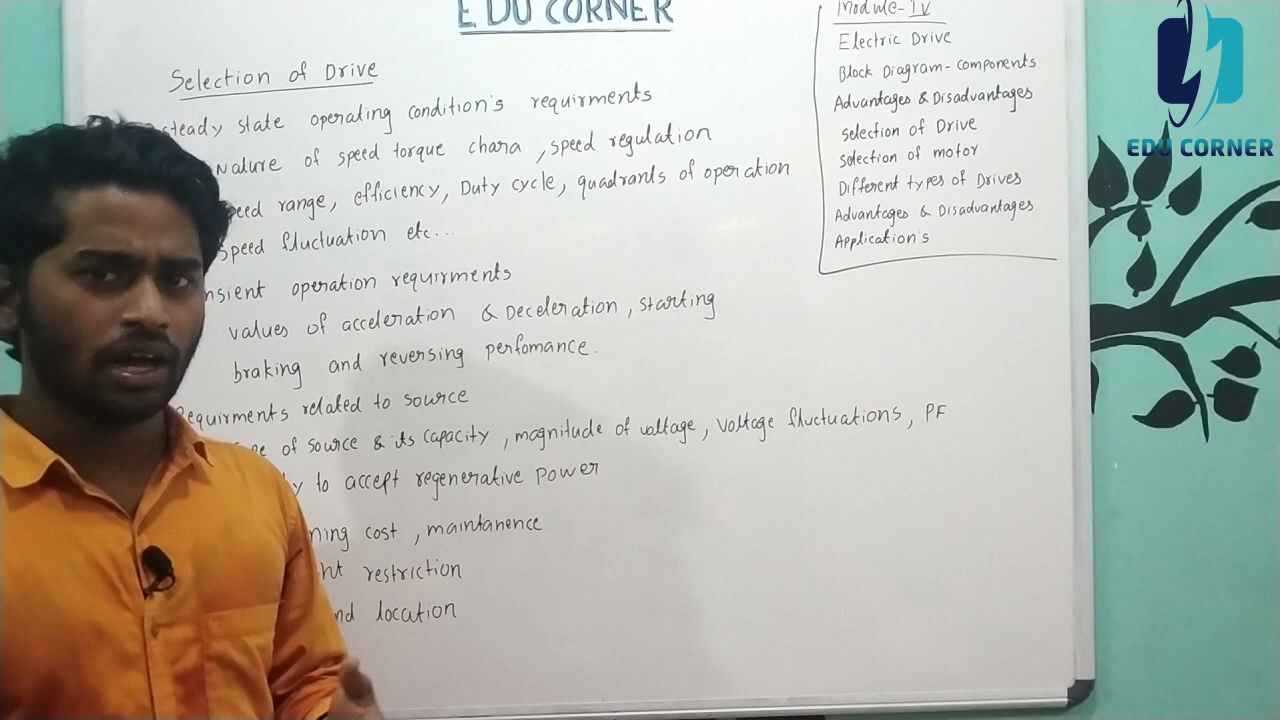 EDU CORNER
Selection of Drive
steady state operating condition's requirments
Nature of speed torque chara , speed regulation
speed range, efficiency, Duty cycle, quadrants of operation
speed fluctuation etc...
nsient operation requirments
values of acceleration & Deceleration , starting
braking and reversing perfomance.
Requirments related to source
of source & its capacity , magnitude of voltage, voltage fluctuations, PF
to accept regenerative power
ning cost , maintanence
nt restriction
nd location
Module-IV
Electric Drive
Block Diagram - components
Advantages & Disadvantages
selection of Drive
selection of motor
Different types of Drives
Advantages & Disadvantages
Application's
EDU CORNER